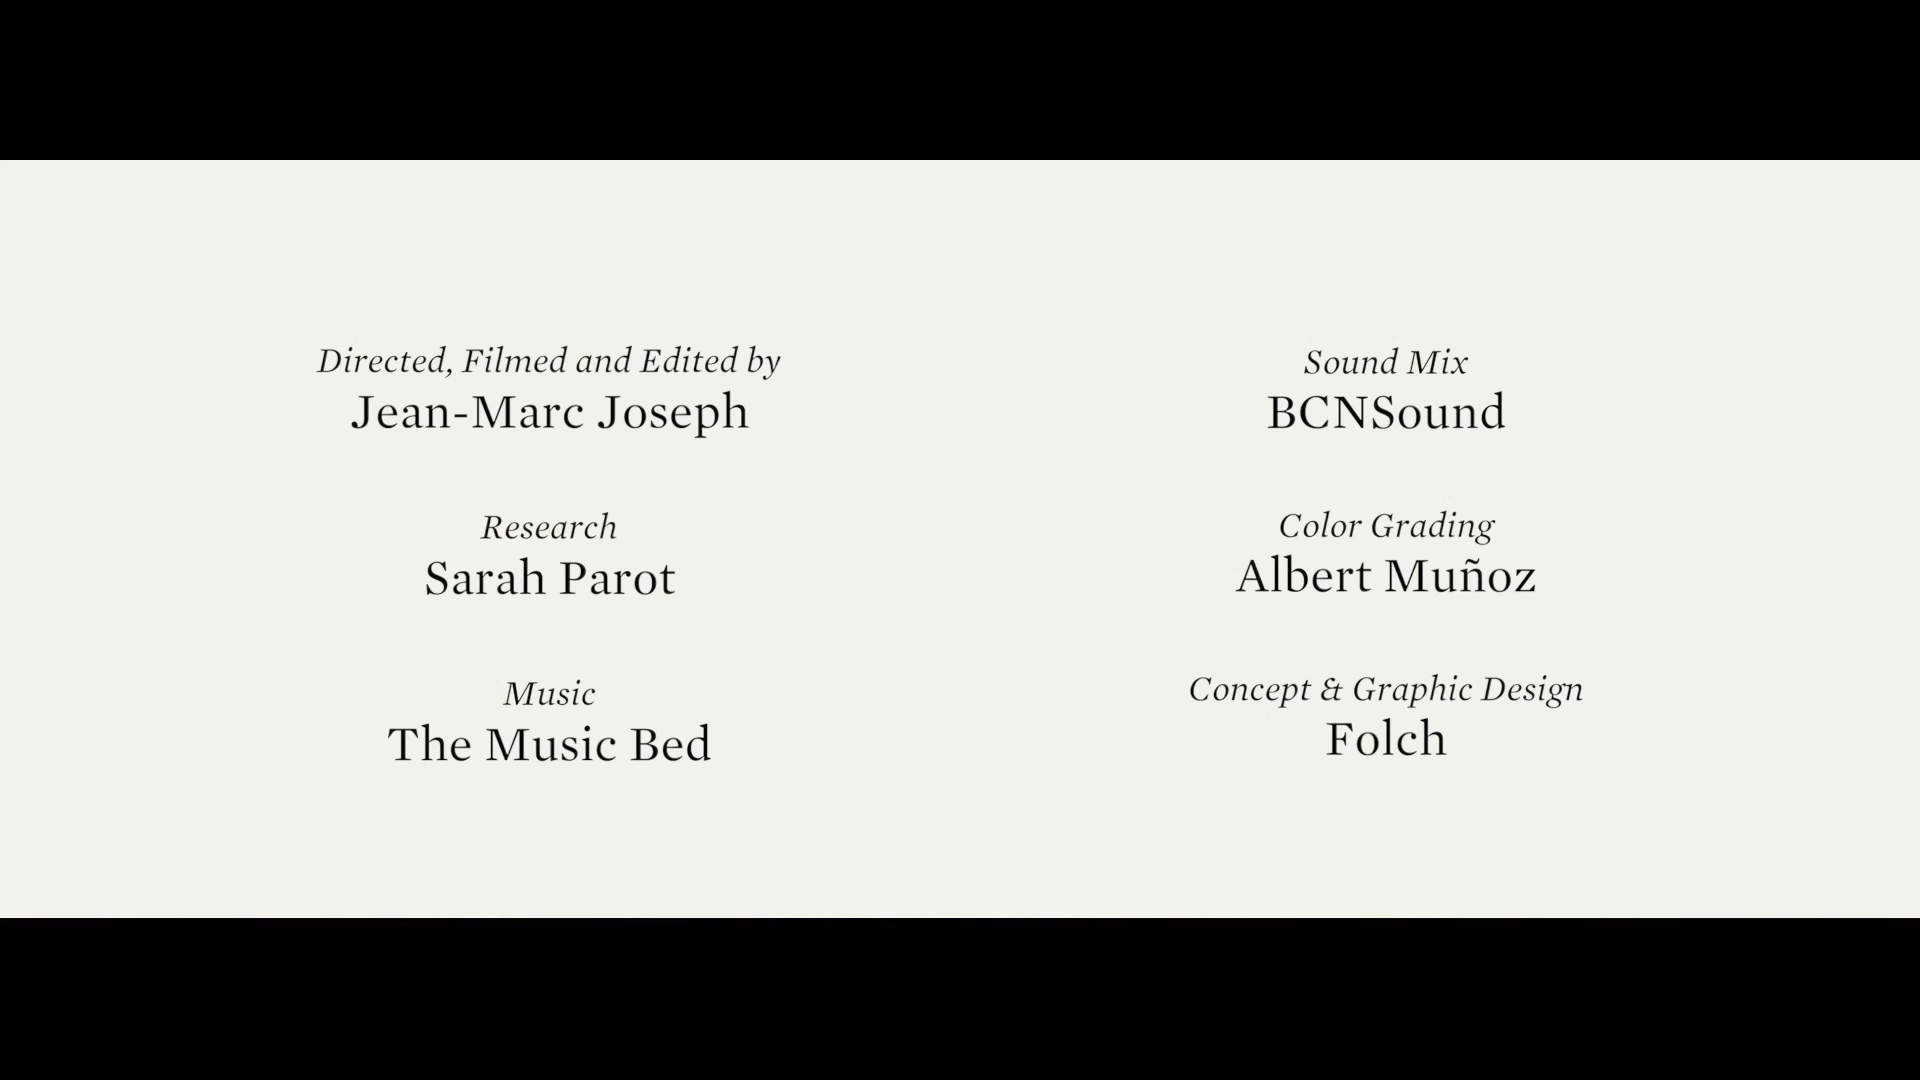 Directed, Filmed and Edited by
Jean-Marc Joseph
Research
Sarah Parot
Music
The Music Bed
Sound Mix
BCNSound
Color Grading
Albert Muñoz
Concept & Graphic Design
Folch